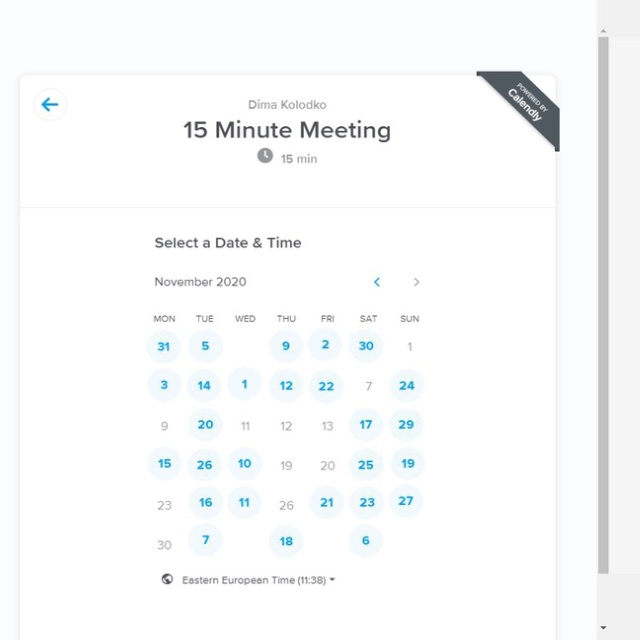 POWERED BY
Calendly
Dima Kolodko
15 Minute Meeting
15 min
Select a Date & Time
November 2020
MON TUE WED THU FRI SAT SUN
31 5 9 2 30 1
3 14 1 12 22 7 24
9 20 11 12 13 17 29
15 26 10 19 20 25 19
23 16 11 26 21 23 27
30 7 18 6
Eastern European Time (11:38)